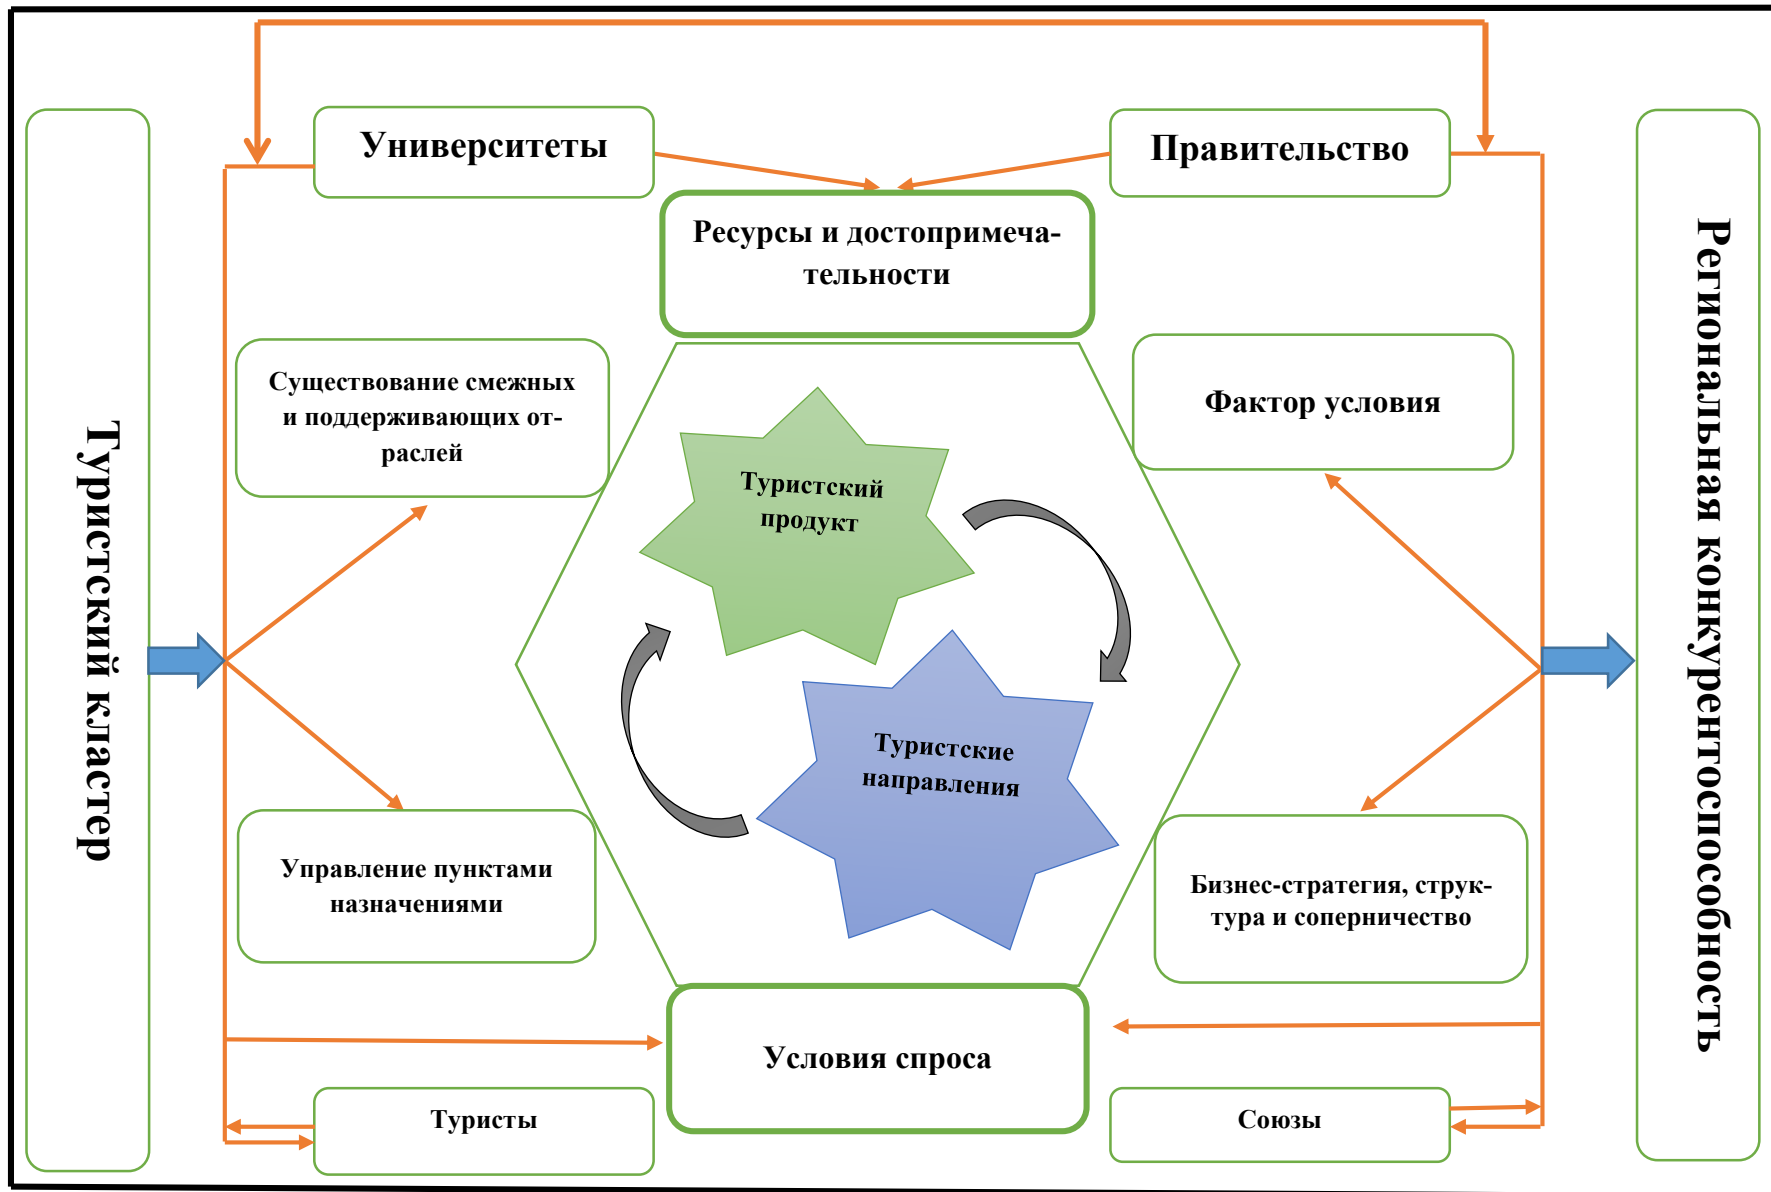 Университеты
Правительство
Ресурсы и достопримеча-
тельности
Существование смежных
и поддерживающих от-
раслей
Фактор условия
Туристский кластер
Туристский
продукт
Региональная конкурентоспособность
Туристские
направления
Управление пунктами
назначениями
Бизнес-стратегия, струк-
тура и соперничество
Условия спроса
Туристы
Союзы